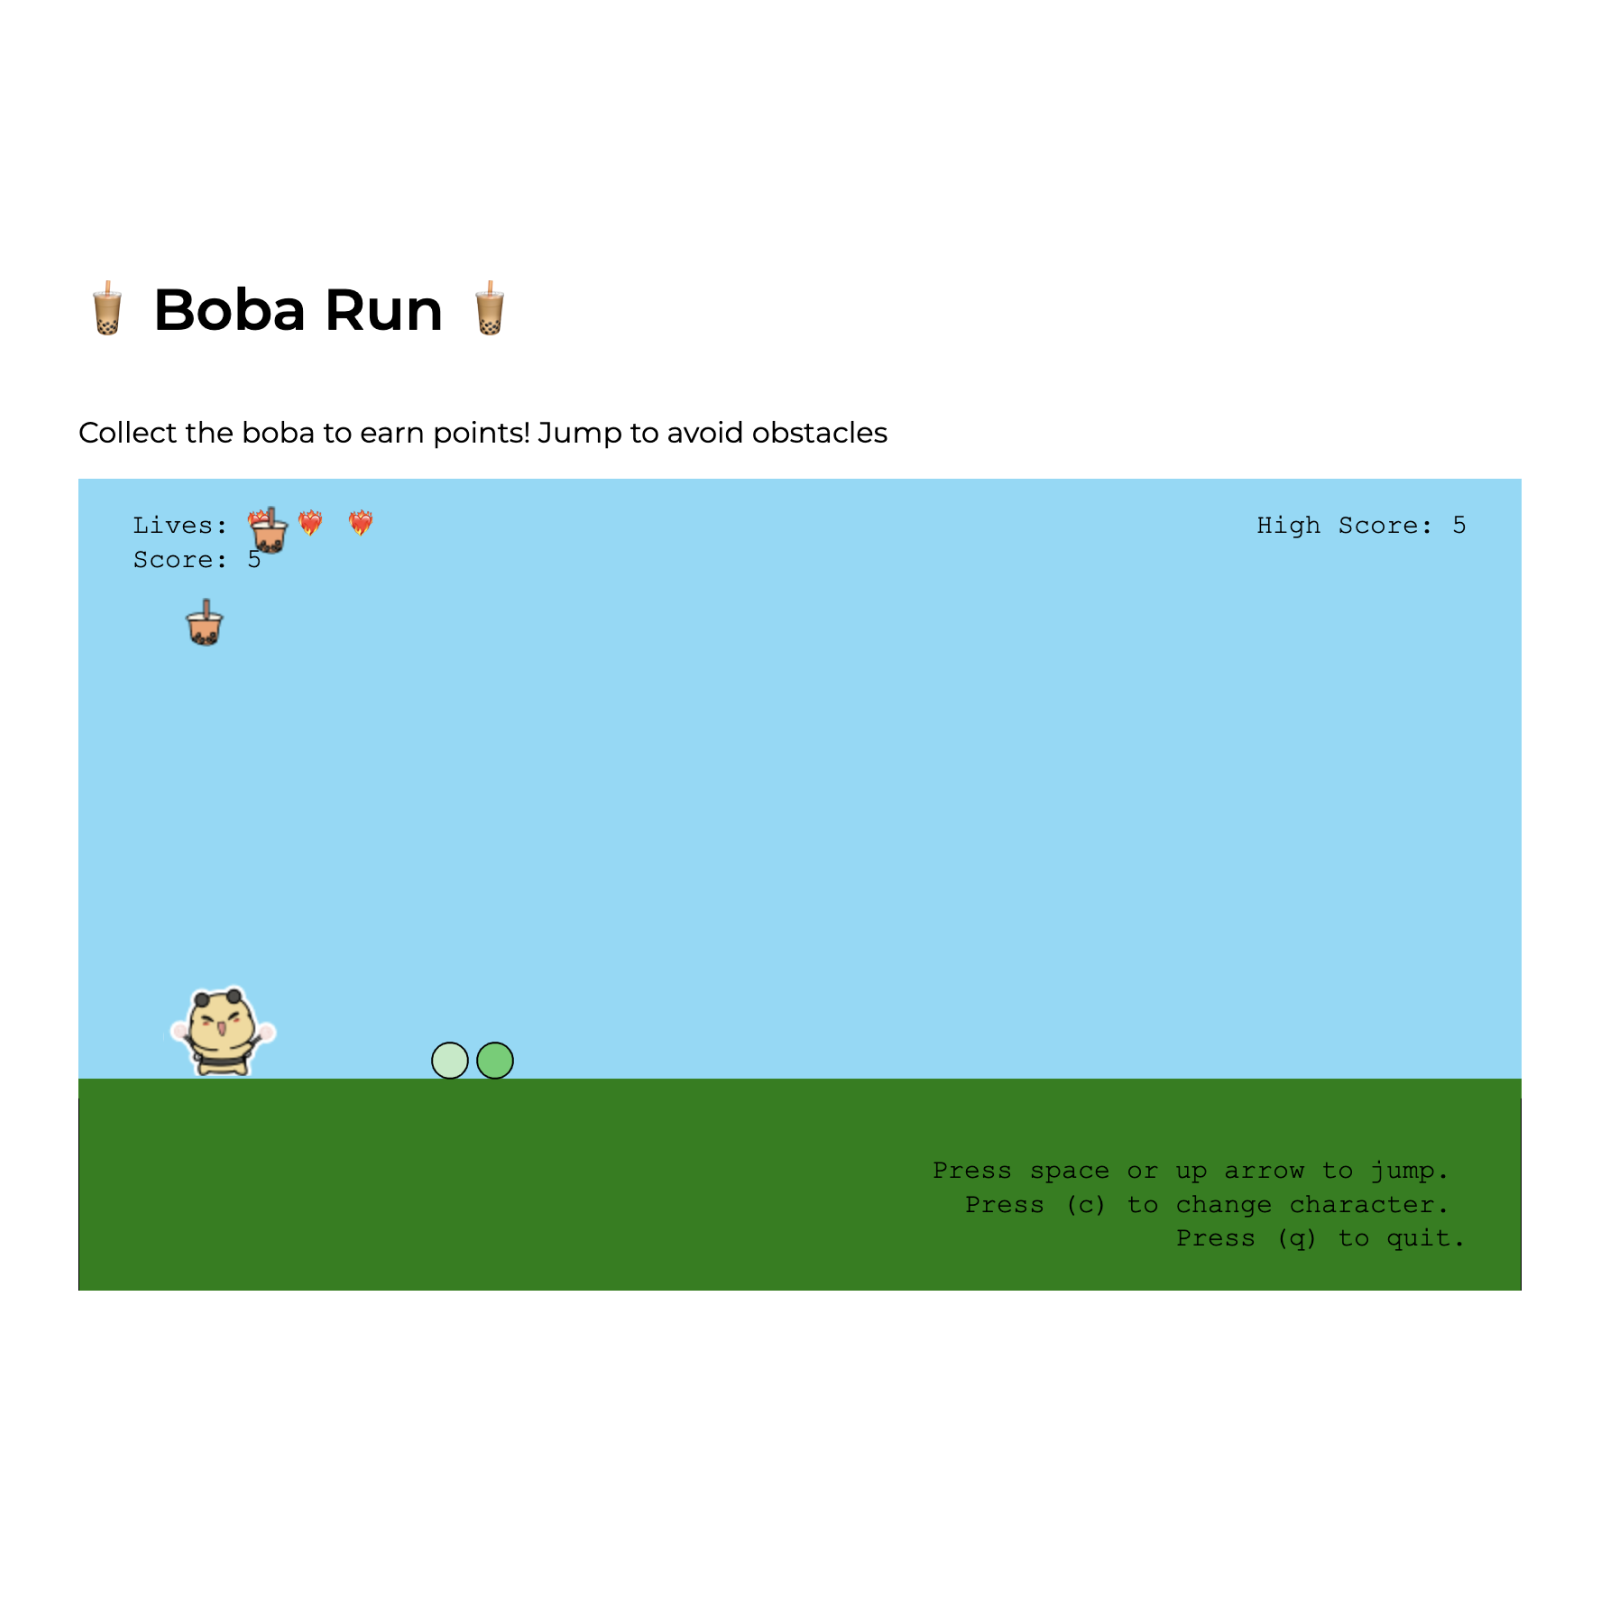 Boba Run
Collect the boba to earn points! Jump to avoid obstacles
Lives:
High Score: 5
Score: 5
Press space or up arrow to jump.
Press (c) to change character.
Press (q) to quit.